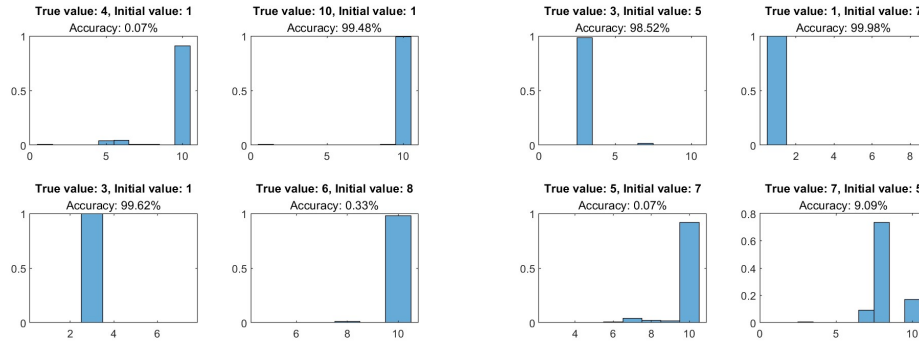 True value: 4, Initial value: 1
Accuracy: 0.07%
1
0.5
0
0 5 10
True value: 10, Initial value: 1
Accuracy: 99.48%
1
0.5
0
0 5 10
True value: 3, Initial value: 5
Accuracy: 98.52%
1
0.5
0
0 5 10
True value: 1, Initial value: 7
Accuracy: 99.98%
1
0.5
0
2 4 6 8
True value: 3, Initial value: 1
Accuracy: 99.62%
1
0.5
0
2 4 6
True value: 6, Initial value: 8
Accuracy: 0.33%
1
0.5
0
6 8 10
True value: 5, Initial value: 7
Accuracy: 0.07%
1
0.5
0
4 6 8 10
True value: 7, Initial value: 5
Accuracy: 9.09%
0.8
0.6
0.4
0.2
0
0 5 10